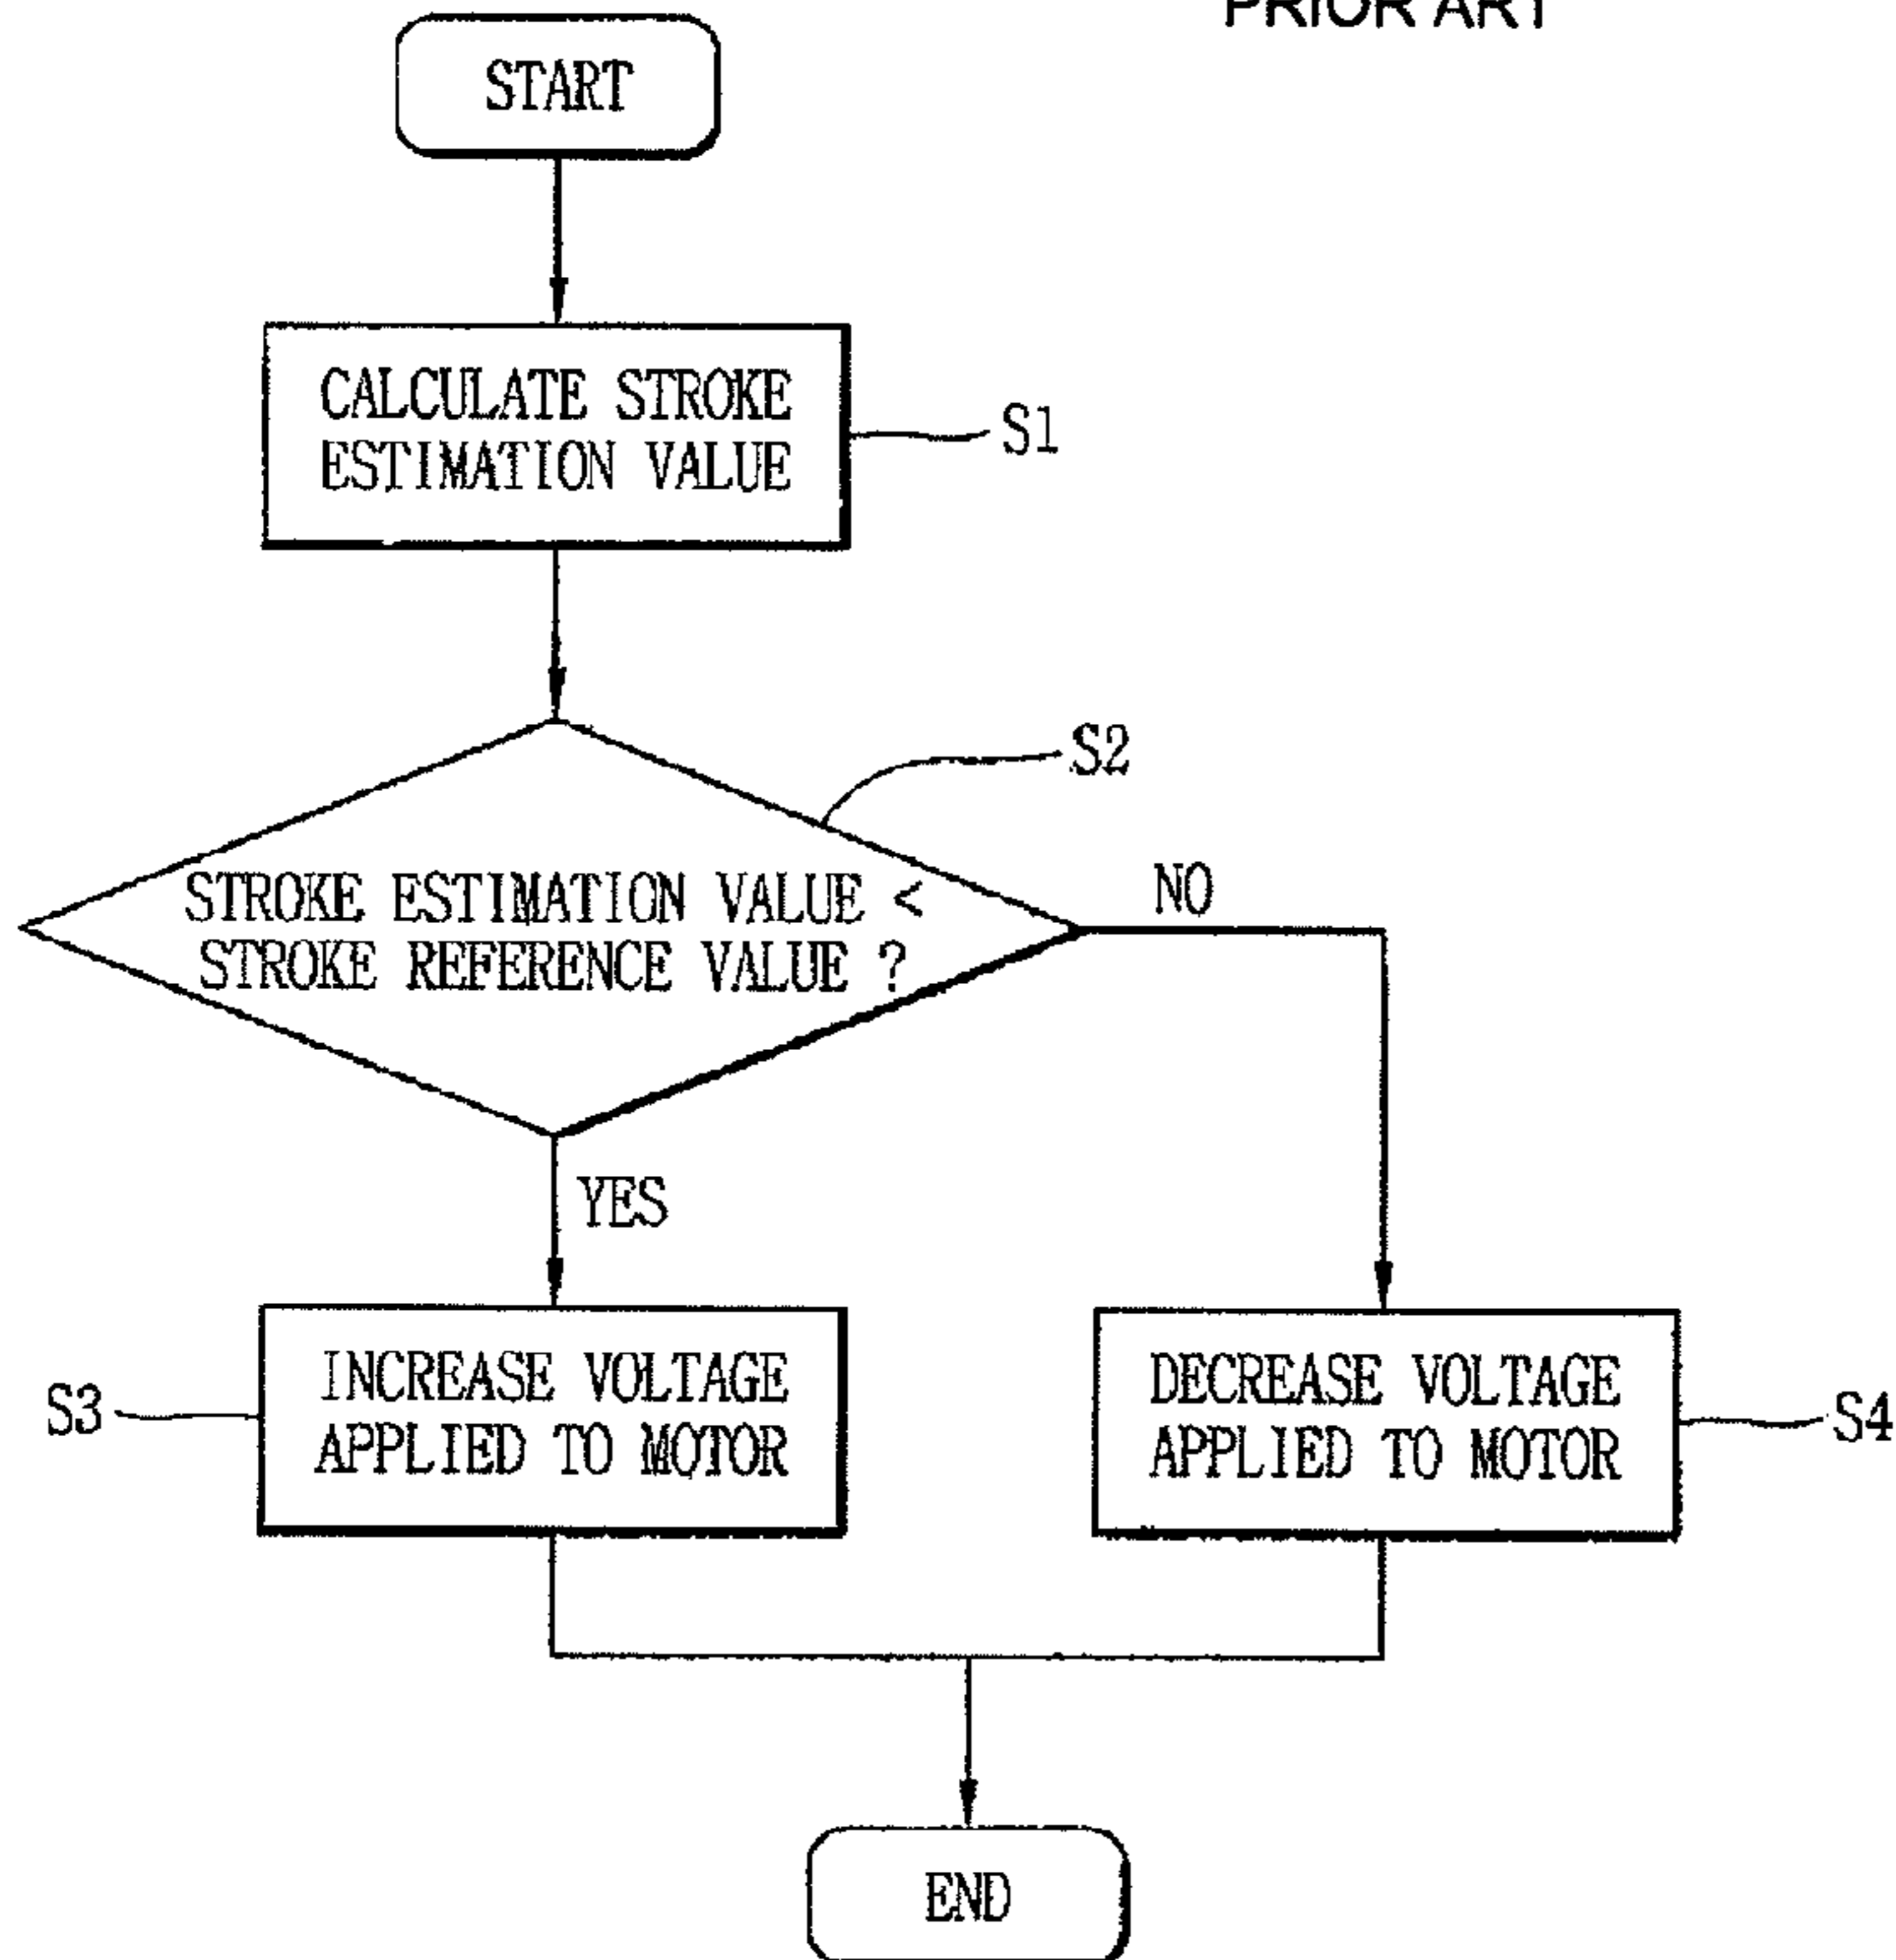 PRIOR ART
START
CALCULATE STROKE
ESTIMATION VALUE
S1
S2
STROKE ESTIMATION VALUE <
STROKE REFERENCE VALUE ?
NO
YES
S3
INCREASE VOLTAGE
APPLIED TO MOTOR
DECREASE VOLTAGE
APPLIED TO MOTOR
S4
END